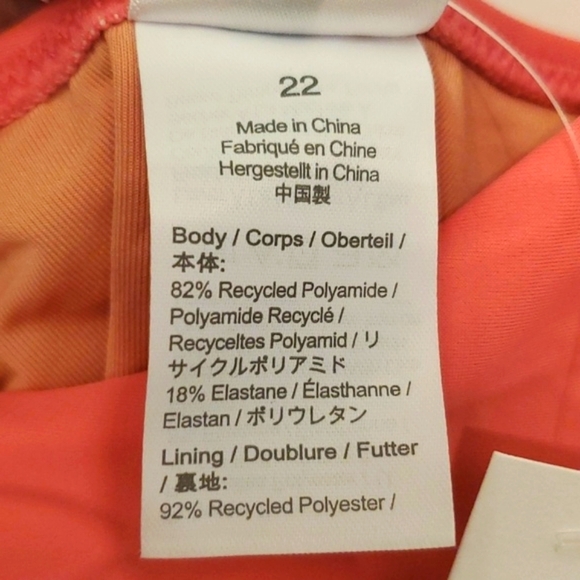 22
Made in China
Fabriqué en Chine
Hergestellt in China
中国製
Body / Corps / Oberteil /
本体:
82% Recycled Polyamide /
Polyamide Recyclé /
Recyceltes Polyamid / リ
サイクルポリアミド
18% Elastane / Élasthanne /
Elastan / ポリウレタン
Lining / Doublure / Futter
/ 裏地:
92% Recycled Polyester /